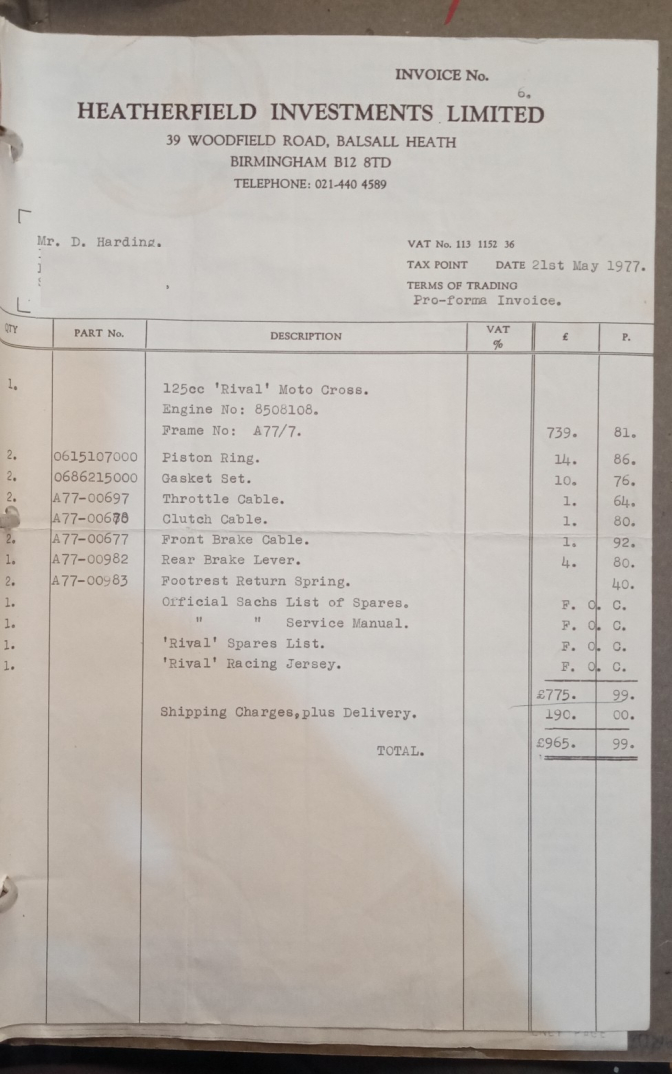 INVOICE No.
6.
HEATHERFIELD INVESTMENTS LIMITED
39 WOODFIELD ROAD, BALSALL HEATH
BIRMINGHAM B12 8TD
TELEPHONE: 021-440 4589
Mr. D. Harding.
VAT No. 113 1152 36
TAX POINT DATE 21st May 1977.
TERMS OF TRADING
Pro-forma Invoice.
QTY PART No. DESCRIPTION VAT % £ P.
1. 125cc 'Rival' Moto Cross.
Engine No: 8508108.
Frame No: A77/7. 739. 81.
2. 0615107000 Piston Ring. 14. 86.
2. 0686215000 Gasket Set. 10. 76.
2. A77-00697 Throttle Cable. 1. 64.
A77-00678 Clutch Cable. 1. 80.
2. A77-00677 Front Brake Cable. 1. 92.
1. A77-00982 Rear Brake Lever. 4. 80.
2. A77-00983 Footrest Return Spring. 40.
1. Official Sachs List of Spares. F. O. C.
1. " " Service Manual. F. O. C.
1. 'Rival' Spares List. F. O. C.
1. 'Rival' Racing Jersey. F. O. C.
£775. 99.
Shipping Charges,plus Delivery. 190. 00.
TOTAL. £965. 99.